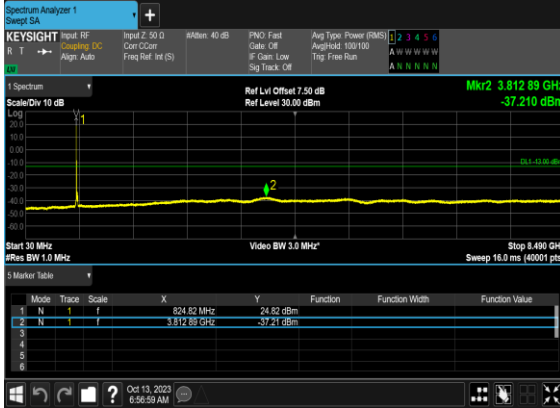 Spectrum Analyzer 1
Swept SA
+
KEYSIGHT Input: RF Input Z: 50 Ω #Atten: 40 dB PNO: Fast Avg Type: Power (RMS) 1 2 3 4 5 6
R T Coupling: DC Corr CCorr Gate: Off Avg|Hold: 100/100 A W W W W W
Align: Auto Freq Ref: Int (S) IF Gain: Low Trig: Free Run A N N N N N
Sig Track: Off
1 Spectrum Ref Lvl Offset 7.50 dB Mkr2 3.812 89 GHz
Scale/Div 10 dB Ref Level 30.00 dBm -37.210 dBm
Log
1
20.0
10.0
0.00
-10.0 DL1 -13.00 dBm
-20.0
-30.0 2
-40.0
-50.0
-60.0
Start 30 MHz Video BW 3.0 MHz* Stop 8.490 GH
#Res BW 1.0 MHz Sweep 16.0 ms (40001 pts
5 Marker Table
Mode Trace Scale X Y Function Function Width Function Value
1 N 1 f 824.82 MHz 24.82 dBm
2 N 1 f 3.812 89 GHz -37.21 dBm
3
4
5
6
? Oct 13, 2023
6:56:59 AM